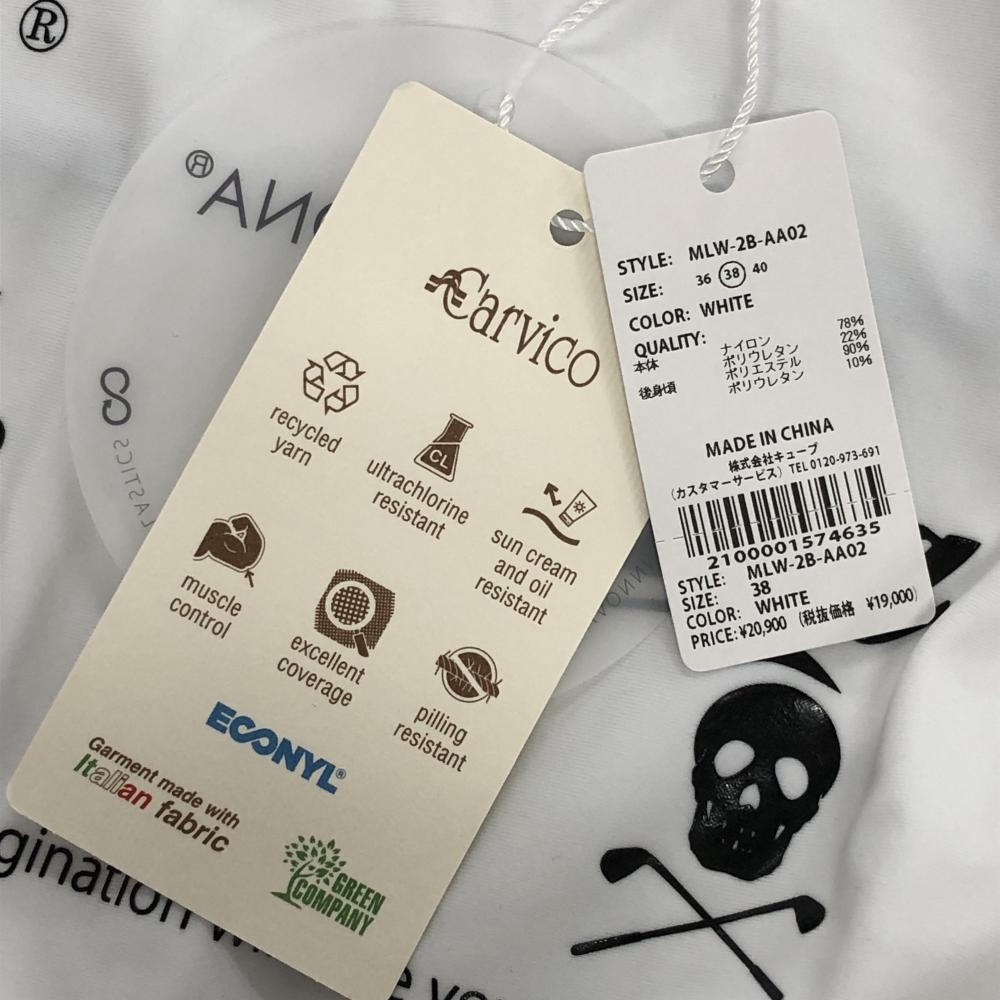 ®
®
ANO
Carvico
recycled
yarn
ultrachlorine
resistant
CL
sun cream
and oil
resistant
muscle
control
excellent
coverage
pilling
resistant
ECONYL®
Garment made with
Italian fabric
GREEN
COMPANY
STYLE: MLW-2B-AA02
SIZE: 36 38 40
COLOR: WHITE
QUALITY:
本体 ナイロン 78%
ポリウレタン 22%
後身頃 ポリエステル 90%
ポリウレタン 10%
MADE IN CHINA
株式会社キューブ
(カスタマーサービス) TEL 0120-973-691
2100001574635
STYLE: MLW-2B-AA02
SIZE: 38
COLOR: WHITE
PRICE:¥20,900 (税抜価格 ¥19,000)
gination